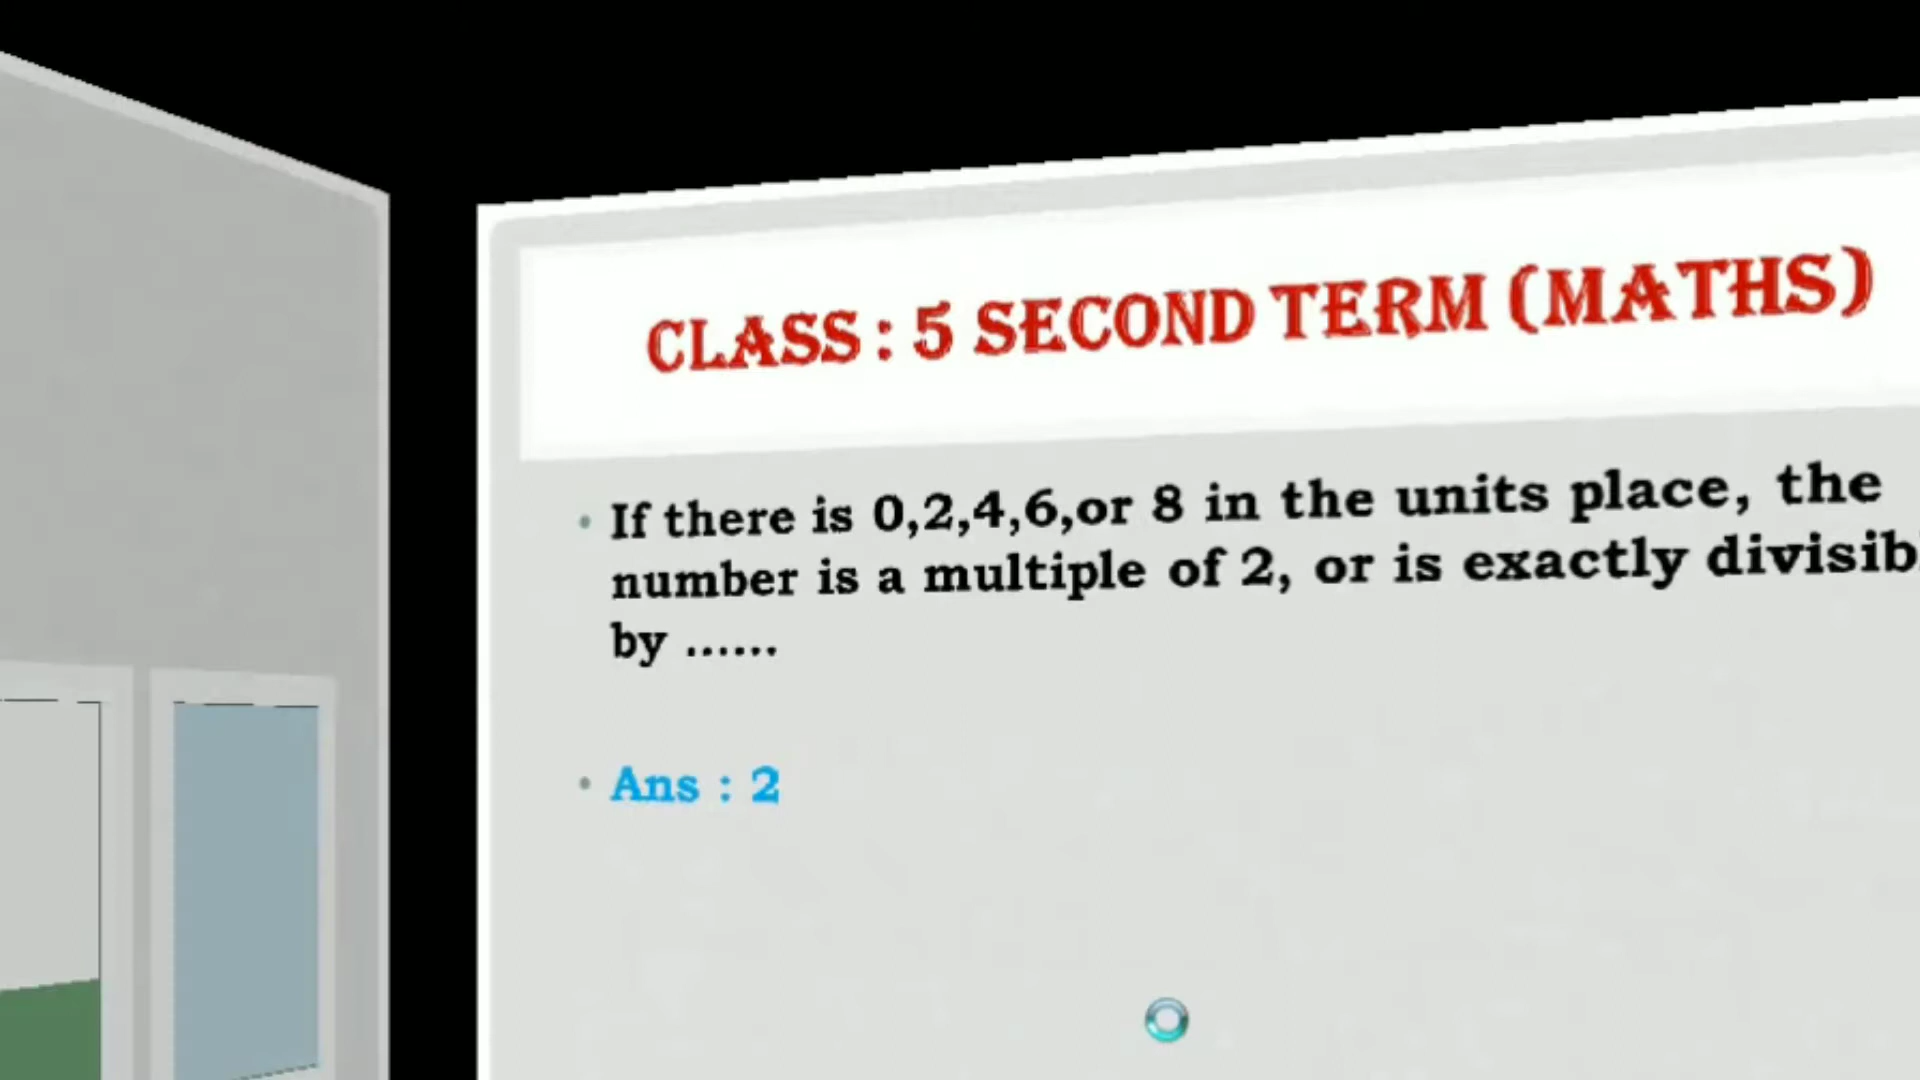 CLASS : 5 SECOND TERM (MATHS)
• If there is 0,2,4,6,or 8 in the units place, the
number is a multiple of 2, or is exactly
by ......
• Ans : 2